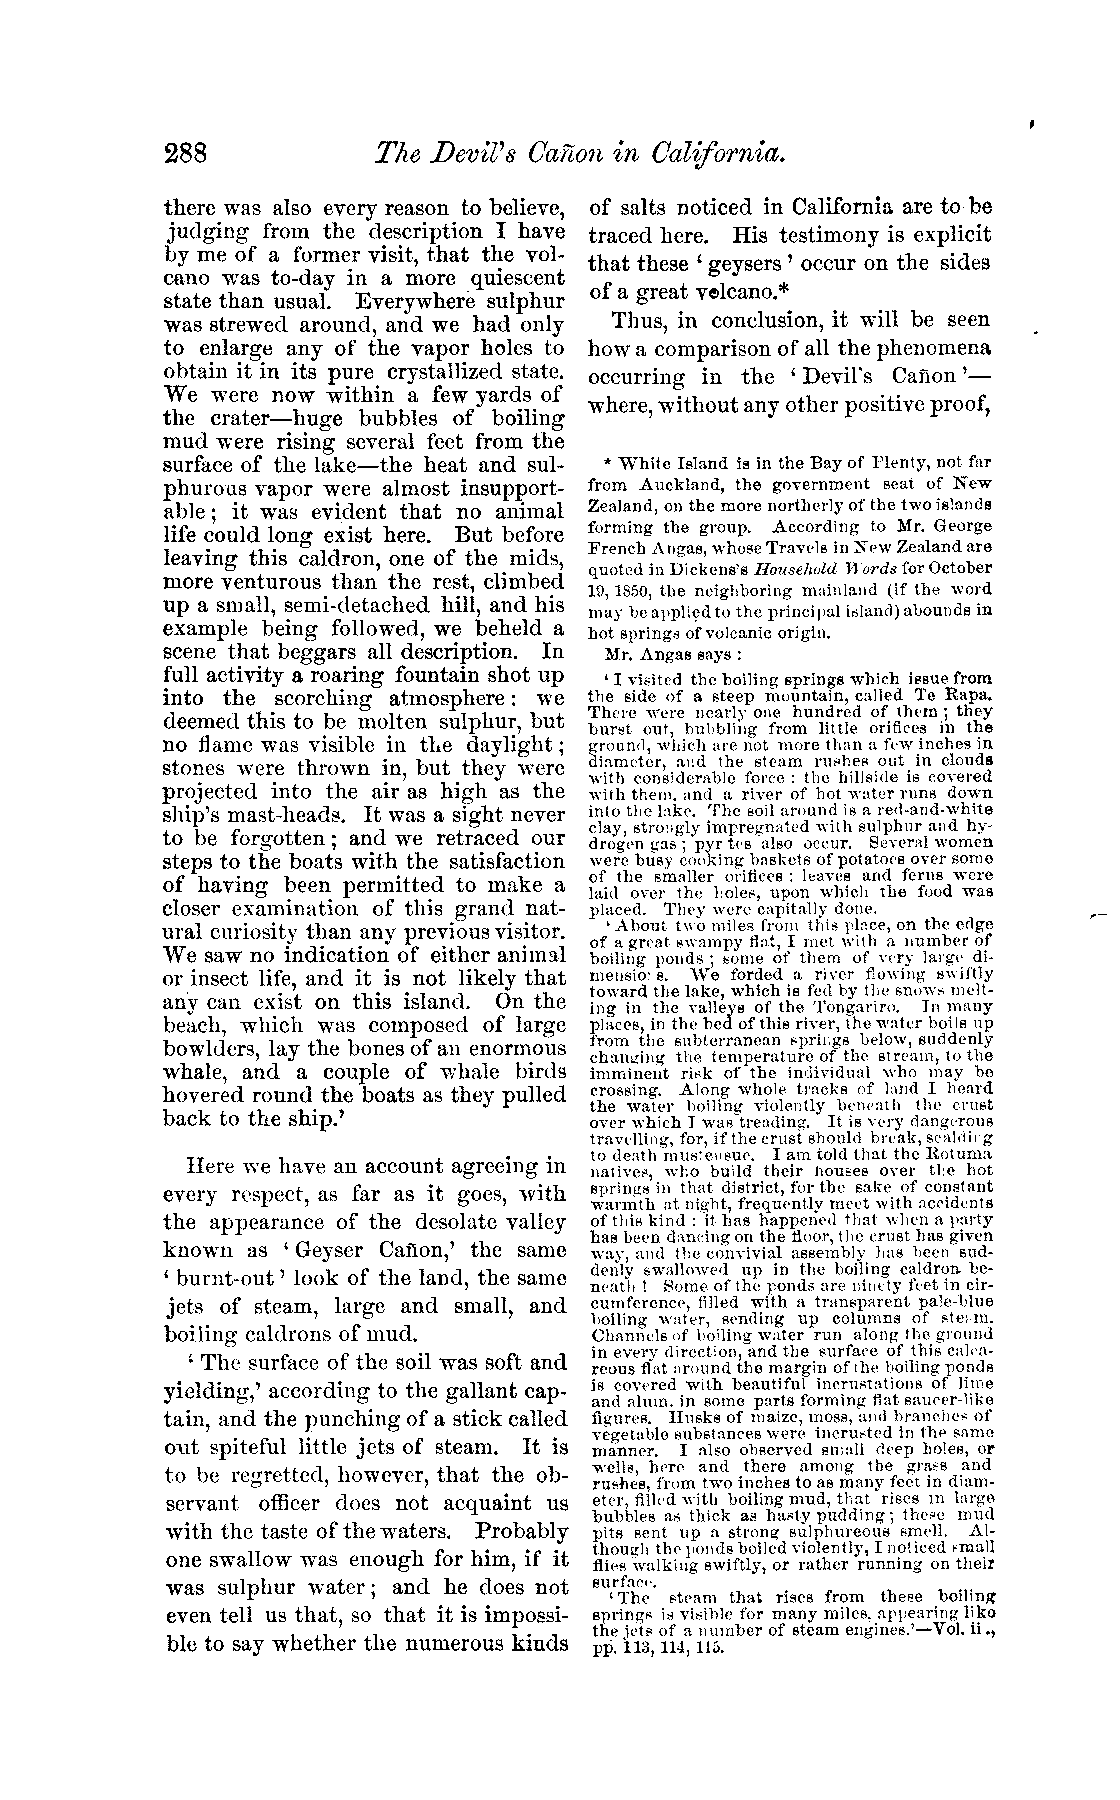 288 The Devil's Cañon in California.
there was also every reason to believe,
judging from the description I have
by me of a former visit, that the vol-
cano was to-day in a more quiescent
state than usual. Everywhere sulphur
was strewed around, and we had only
to enlarge any of the vapor holes to
obtain it in its pure crystallized state.
We were now within a few yards of
the crater—huge bubbles of boiling
mud were rising several feet from the
surface of the lake—the heat and sul-
phurous vapor were almost insupport-
able; it was evident that no animal
life could long exist here. But before
leaving this caldron, one of the mids,
more venturous than the rest, climbed
up a small, semi-detached hill, and his
example being followed, we beheld a
scene that beggars all description. In
full activity a roaring fountain shot up
into the scorching atmosphere: we
deemed this to be molten sulphur, but
no flame was visible in the daylight;
stones were thrown in, but they were
projected into the air as high as the
ship's mast-heads. It was a sight never
to be forgotten; and we retraced our
steps to the boats with the satisfaction
of having been permitted to make a
closer examination of this grand nat-
ural curiosity than any previous visitor.
We saw no indication of either animal
or insect life, and it is not likely that
any can exist on this island. On the
beach, which was composed of large
bowlders, lay the bones of an enormous
whale, and a couple of whale birds
hovered round the boats as they pulled
back to the ship.'
Here we have an account agreeing in
every respect, as far as it goes, with
the appearance of the desolate valley
known as 'Geyser Cañon,' the same
'burnt-out' look of the land, the same
jets of steam, large and small, and
boiling caldrons of mud.
'The surface of the soil was soft and
yielding,' according to the gallant cap-
tain, and the punching of a stick called
out spiteful little jets of steam. It is
to be regretted, however, that the ob-
servant officer does not acquaint us
with the taste of the waters. Probably
one swallow was enough for him, if it
was sulphur water; and he does not
even tell us that, so that it is impossi-
ble to say whether the numerous kinds
of salts noticed in California are to be
traced here. His testimony is explicit
that these 'geysers' occur on the sides
of a great volcano.*
Thus, in conclusion, it will be seen
how a comparison of all the phenomena
occurring in the 'Devil's Cañon'—
where, without any other positive proof,
* White Island is in the Bay of Plenty, not far
from Auckland, the government seat of New
Zealand, on the more northerly of the two islands
forming the group. According to Mr. George
French Angas, whose Travels in New Zealand are
quoted in Dickens's Household Words for October
19, 1850, the neighboring mainland (if the word
may be applied to the principal island) abounds in
hot springs of volcanic origin.
Mr. Angas says:
'I visited the boiling springs which issue from
the side of a steep mountain, called Te Rapa.
There were nearly one hundred of them; they
burst out, bubbling from little orifices in the
ground, which are not more than a few inches in
diameter, and the steam rushes out in clouds
with considerable force: the hillside is covered
with them, and a river of hot water runs down
into the lake. The soil around is a red-and-white
clay, strongly impregnated with sulphur and hy-
drogen gas; pyrtes also occur. Several women
were busy cooking baskets of potatoes over some
of the smaller orifices: leaves and ferns were
laid over the holes, upon which the food was
placed. They were capitally done.
'About two miles from this place, on the edge
of a great swampy flat, I met with a number of
boiling ponds; some of them of very large di-
mensions. We forded a river flowing swiftly
toward the lake, which is fed by the snows melt-
ing in the valleys of the Tongariro. In many
places, in the bed of this river, the water boils up
from the subterranean springs below, suddenly
changing the temperature of the stream, to the
imminent risk of the individual who may be
crossing. Along whole tracks of land I heard
the water boiling violently beneath the crust
over which I was treading. It is very dangerous
travelling, for, if the crust should break, scalding
to death must ensue. I am told that the Rotuma
natives, who build their houses over the hot
springs in that district, for the sake of constant
warmth at night, frequently meet with accidents
of this kind: it has happened that when a party
has been dancing on the floor, the crust has given
way, and the convivial assembly has been sud-
denly swallowed up in the boiling caldron be-
neath! Some of the ponds are ninety feet in cir-
cumference, filled with a transparent pale-blue
boiling water, sending up columns of steam.
Channels of boiling water run along the ground
in every direction, and the surface of this calca-
reous flat around the margin of the boiling ponds
is covered with beautiful incrustations of lime
and alum, in some parts forming flat saucer-like
figures. Husks of maize, moss, and branches of
vegetable substances were incrusted in the same
manner. I also observed small deep holes, or
wells, here and there among the grass and
rushes, from two inches to as many feet in diam-
eter, filled with boiling mud, that rises in large
bubbles as thick as hasty pudding; these mud
pits sent up a strong sulphureous smell. Al-
though the ponds boiled violently, I noticed small
flies walking swiftly, or rather running on their
surface.
'The steam that rises from these boiling
springs is visible for many miles, appearing like
the jets of a number of steam engines.'—Vol. ii.,
pp. 113, 114, 115.